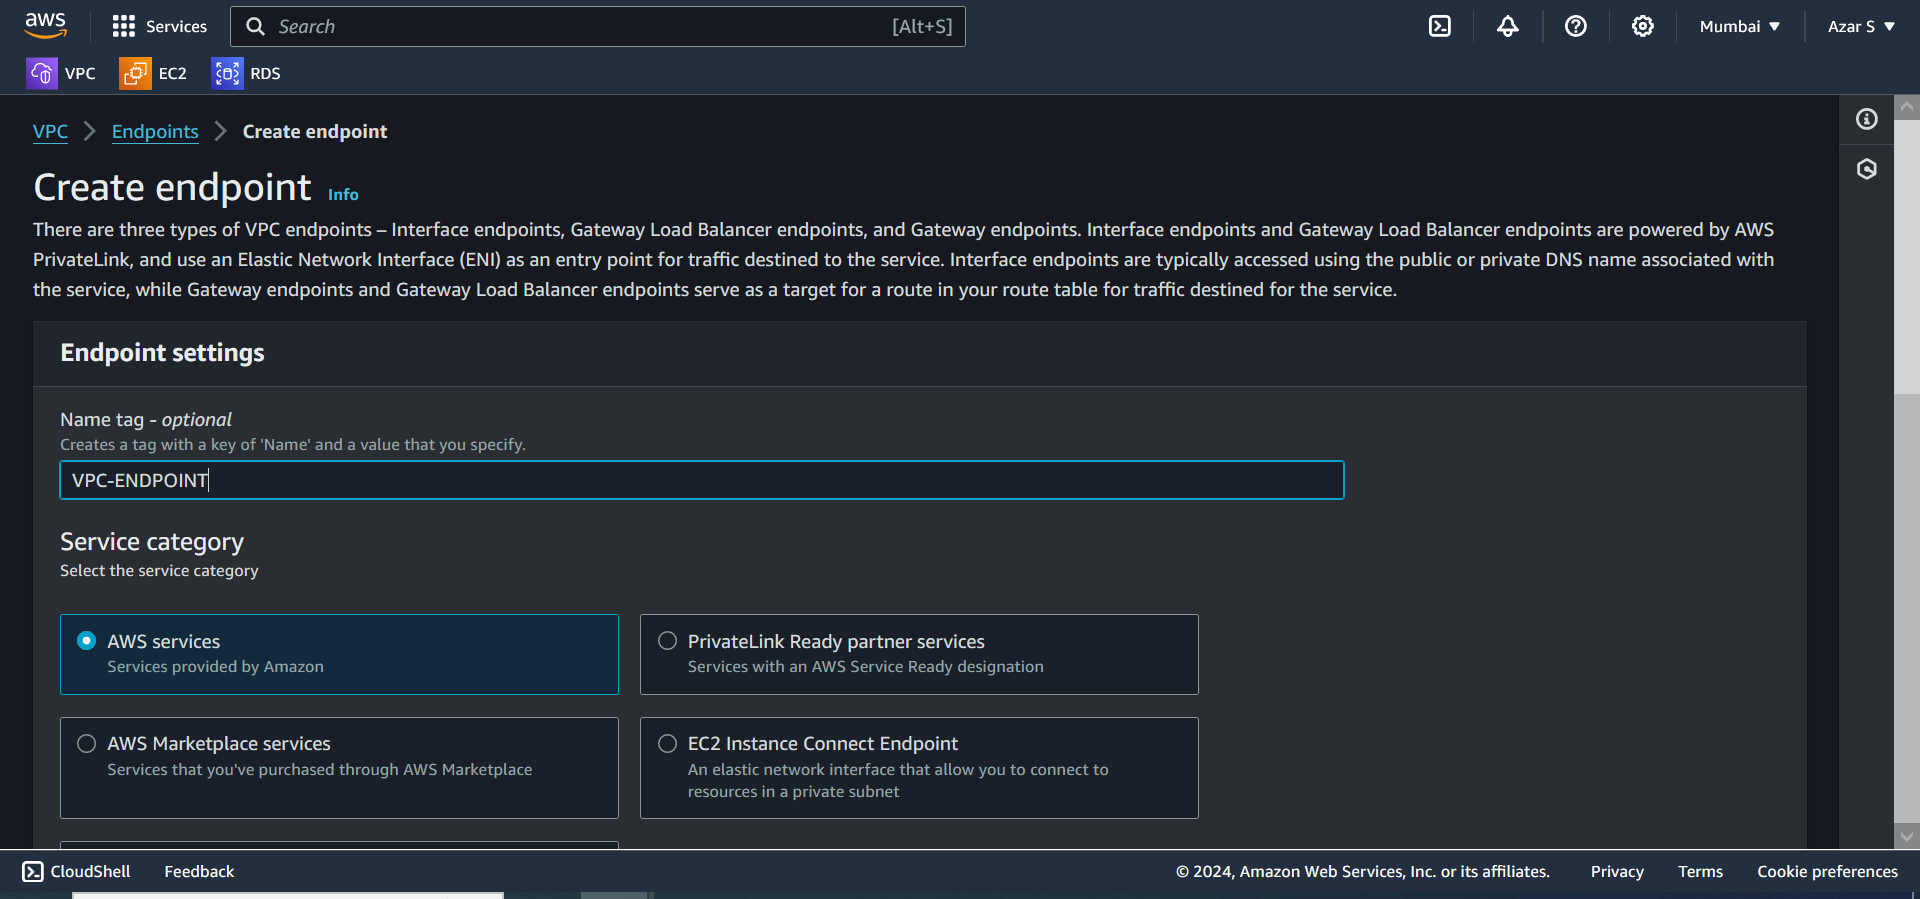 aws
Services
Search
[Alt+S]
Mumbai
Azar S
VPC
EC2
RDS
VPC
Endpoints
Create endpoint
Create endpoint Info
There are three types of VPC endpoints – Interface endpoints, Gateway Load Balancer endpoints, and Gateway endpoints. Interface endpoints and Gateway Load Balancer endpoints are powered by AWS
PrivateLink, and use an Elastic Network Interface (ENI) as an entry point for traffic destined to the service. Interface endpoints are typically accessed using the public or private DNS name associated with
the service, while Gateway endpoints and Gateway Load Balancer endpoints serve as a target for a route in your route table for traffic destined for the service.
Endpoint settings
Name tag - optional
Creates a tag with a key of 'Name' and a value that you specify.
VPC-ENDPOINT
Service category
Select the service category
AWS services
Services provided by Amazon
PrivateLink Ready partner services
Services with an AWS Service Ready designation
AWS Marketplace services
Services that you've purchased through AWS Marketplace
EC2 Instance Connect Endpoint
An elastic network interface that allow you to connect to
resources in a private subnet
CloudShell
Feedback
© 2024, Amazon Web Services, Inc. or its affiliates.
Privacy
Terms
Cookie preferences